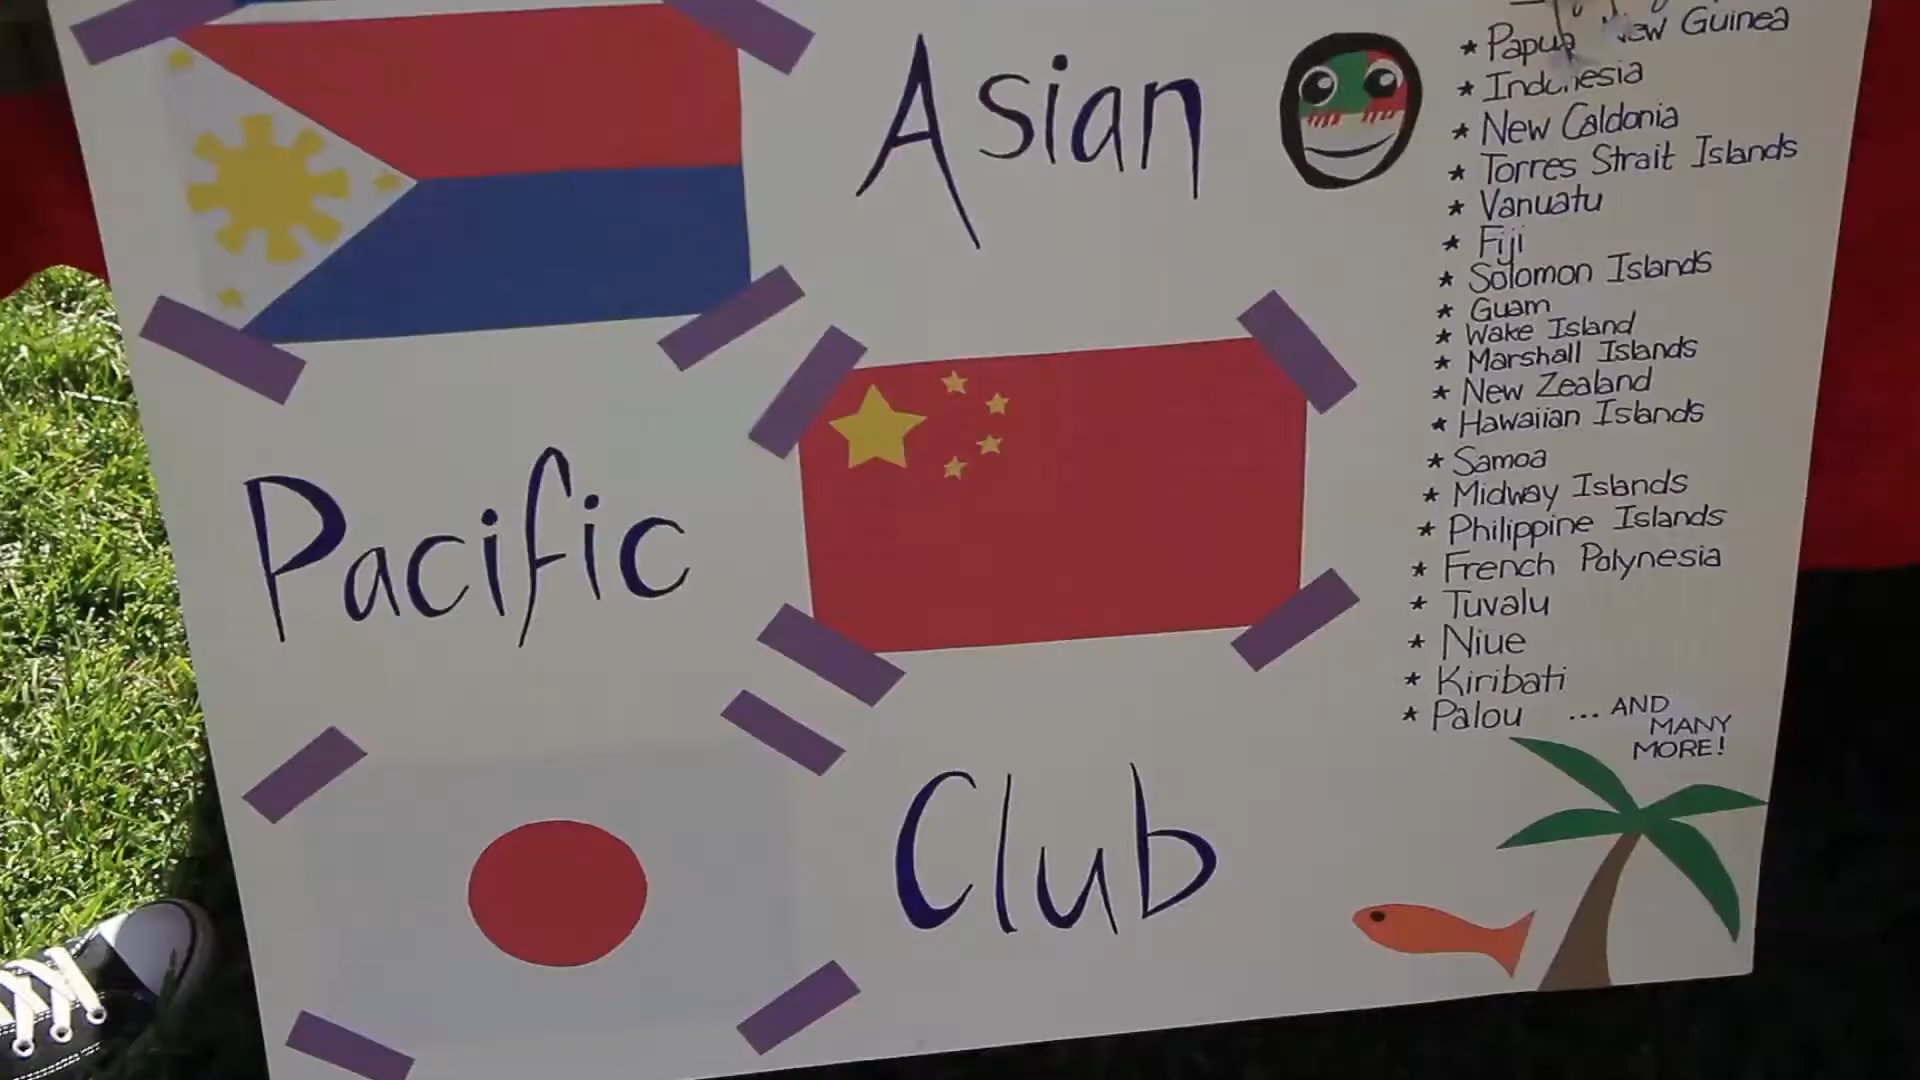 Asian
Pacific
Club
* Papua New Guinea
* Indonesia
* New Caldonia
* Torres Strait Islands
* Vanuatu
* Fiji
* Solomon Islands
* Guam
* Wake Island
* Marshall Islands
* New Zealand
* Hawaiian Islands
* Samoa
* Midway Islands
* Philippine Islands
* French Polynesia
* Tuvalu
* Niue
* Kiribati
* Palou ... AND
MANY
MORE!